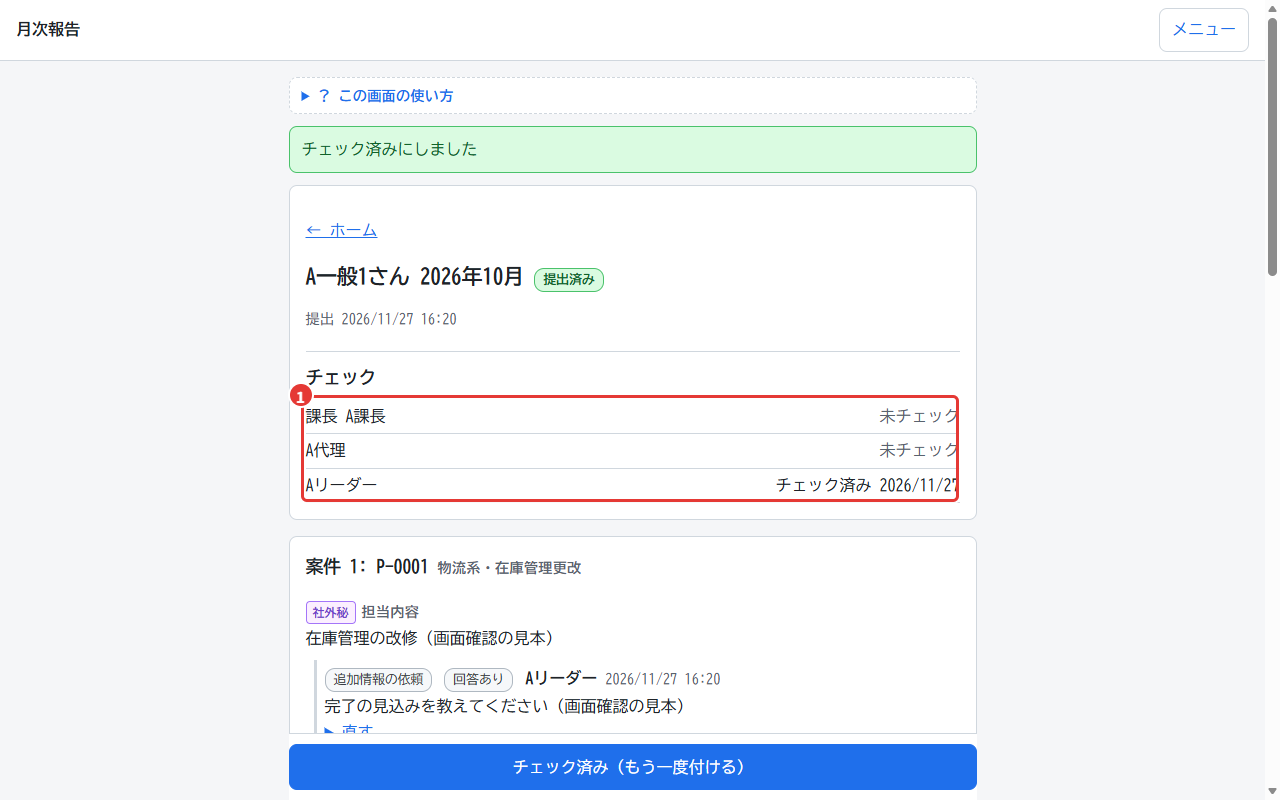 月次報告
メニュー
▶ ? この画面の使い方
チェック済みにしました
← ホーム
A一般1さん 2026年10月 提出済み
提出 2026/11/27 16:20
チェック
1
課長 A課長 未チェック
A代理 未チェック
Aリーダー チェック済み 2026/11/27
案件 1: P-0001 物流系・在庫管理更改
社外秘 担当内容
在庫管理の改修（画面確認の見本）
追加情報の依頼 回答あり Aリーダー 2026/11/27 16:20
完了の見込みを教えてください（画面確認の見本）
▶ 直す
チェック済み（もう一度付ける）